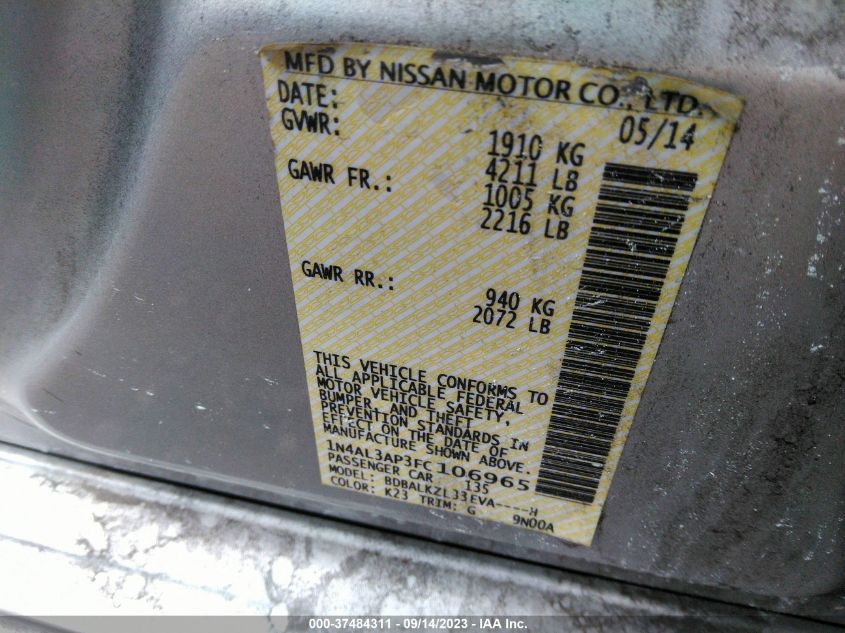 MFD BY NISSAN MOTOR CO., LTD.
DATE: 05/14
GVWR: 1910 KG
4211 LB
GAWR FR.: 1005 KG
2216 LB
GAWR RR.: 940 KG
2072 LB
THIS VEHICLE CONFORMS TO
ALL APPLICABLE FEDERAL
MOTOR VEHICLE SAFETY,
BUMPER, AND THEFT
PREVENTION STANDARDS IN
EFFECT ON THE DATE OF
MANUFACTURE SHOWN ABOVE.
1N4AL3AP3FC106965
PASSENGER CAR 135
MODEL: BDBALKZL33EVA----H
COLOR: K23 TRIM: G 9N00A
000-37484311 - 09/14/2023 - IAA Inc.